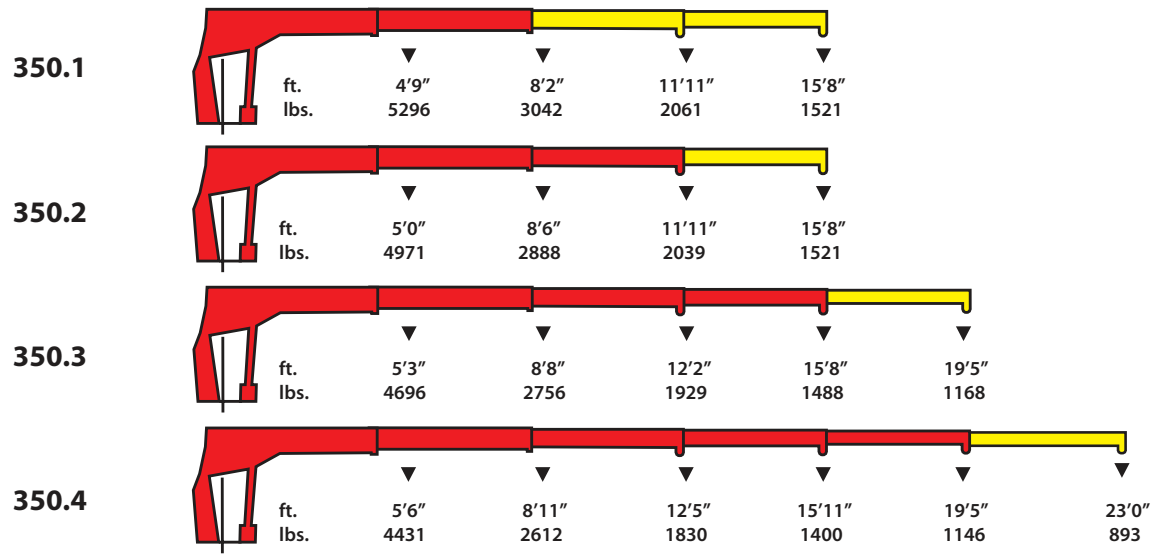 350.1
ft. 4’9” 8’2” 11’11” 15’8”
lbs. 5296 3042 2061 1521
350.2
ft. 5’0” 8’6” 11’11” 15’8”
lbs. 4971 2888 2039 1521
350.3
ft. 5’3” 8’8” 12’2” 15’8” 19’5”
lbs. 4696 2756 1929 1488 1168
350.4
ft. 5’6” 8’11” 12’5” 15’11” 19’5” 23’0”
lbs. 4431 2612 1830 1400 1146 893